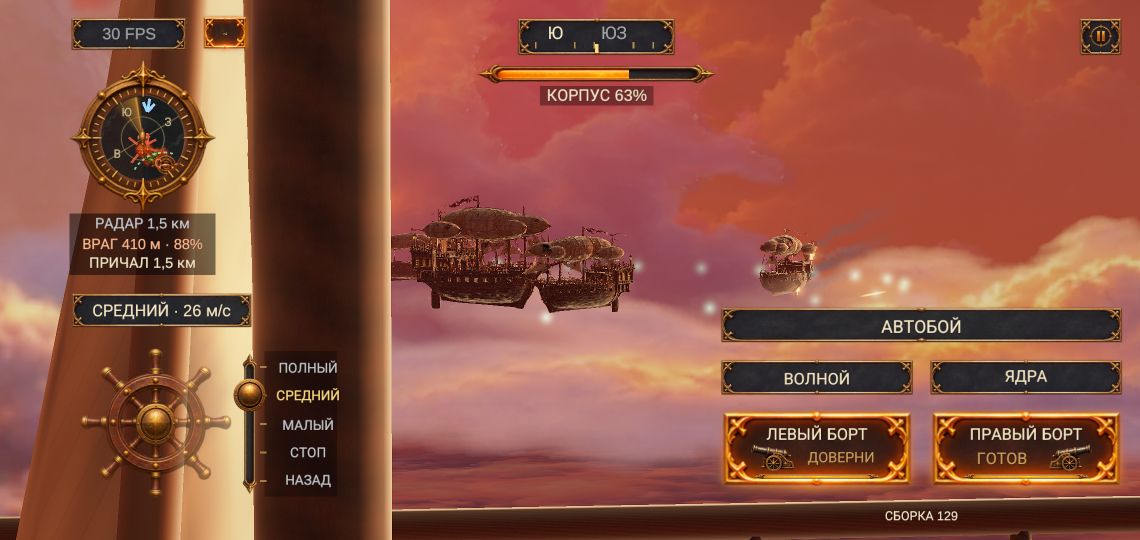 30 FPS
Ю ЮЗ
КОРПУС 63%
Ю
З
В
РАДАР 1,5 км
ВРАГ 410 м · 88%
ПРИЧАЛ 1,5 км
СРЕДНИЙ · 26 м/с
ПОЛНЫЙ
СРЕДНИЙ
МАЛЫЙ
СТОП
НАЗАД
АВТОБОЙ
ВОЛНОЙ
ЯДРА
ЛЕВЫЙ БОРТ
ДОВЕРНИ
ПРАВЫЙ БОРТ
ГОТОВ
СБОРКА 129